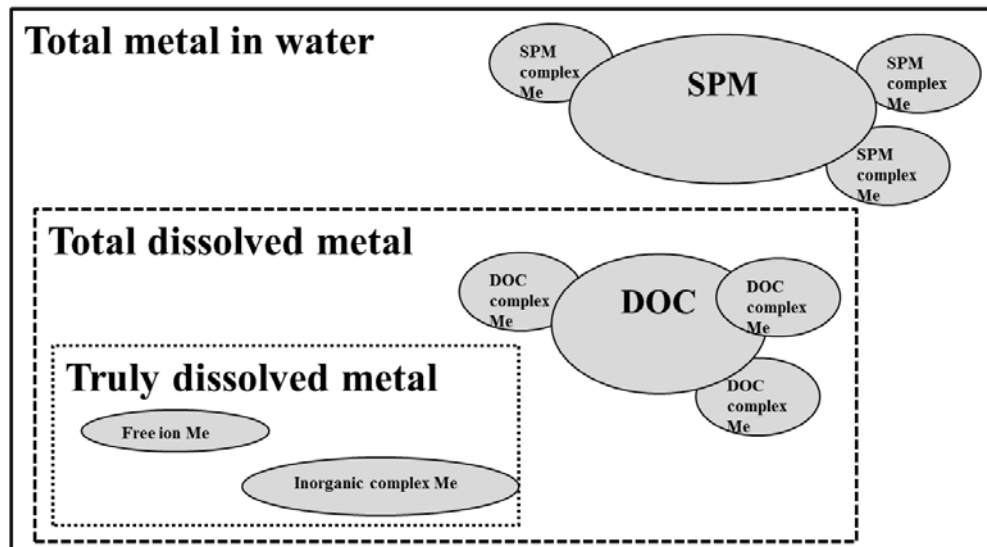 Total metal in water
SPM
complex
Me
SPM
SPM
complex
Me
SPM
complex
Me
Total dissolved metal
DOC
complex
Me
DOC
DOC
complex
Me
DOC
complex
Me
Truly dissolved metal
Free ion Me
Inorganic complex Me